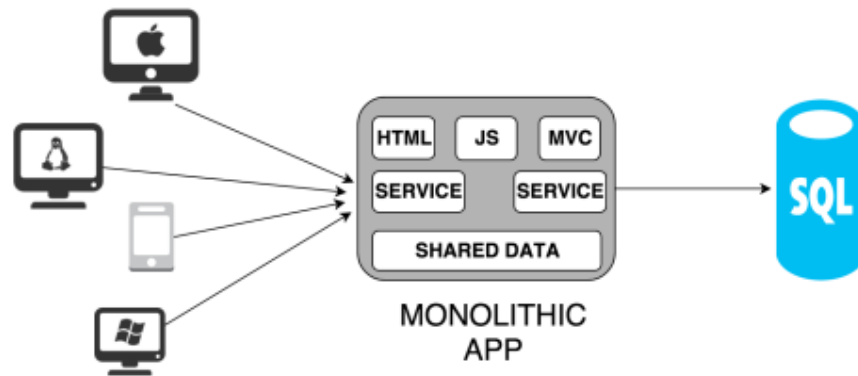 HTML
JS
MVC
SERVICE
SERVICE
SHARED DATA
MONOLITHIC
APP
SQL